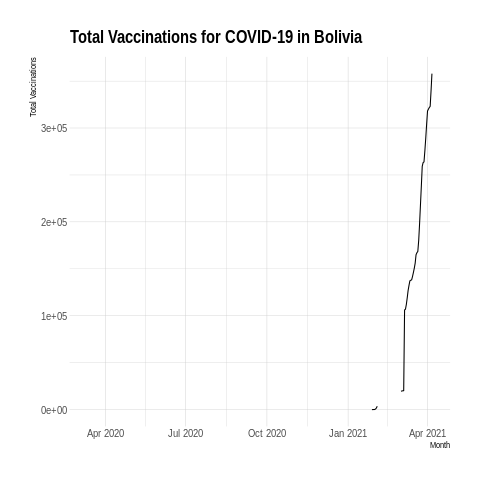 Total Vaccinations for COVID-19 in Bolivia
Total Vaccinations
3e+05
2e+05
1e+05
0e+00
Apr 2020 Jul 2020 Oct 2020 Jan 2021 Apr 2021
Month